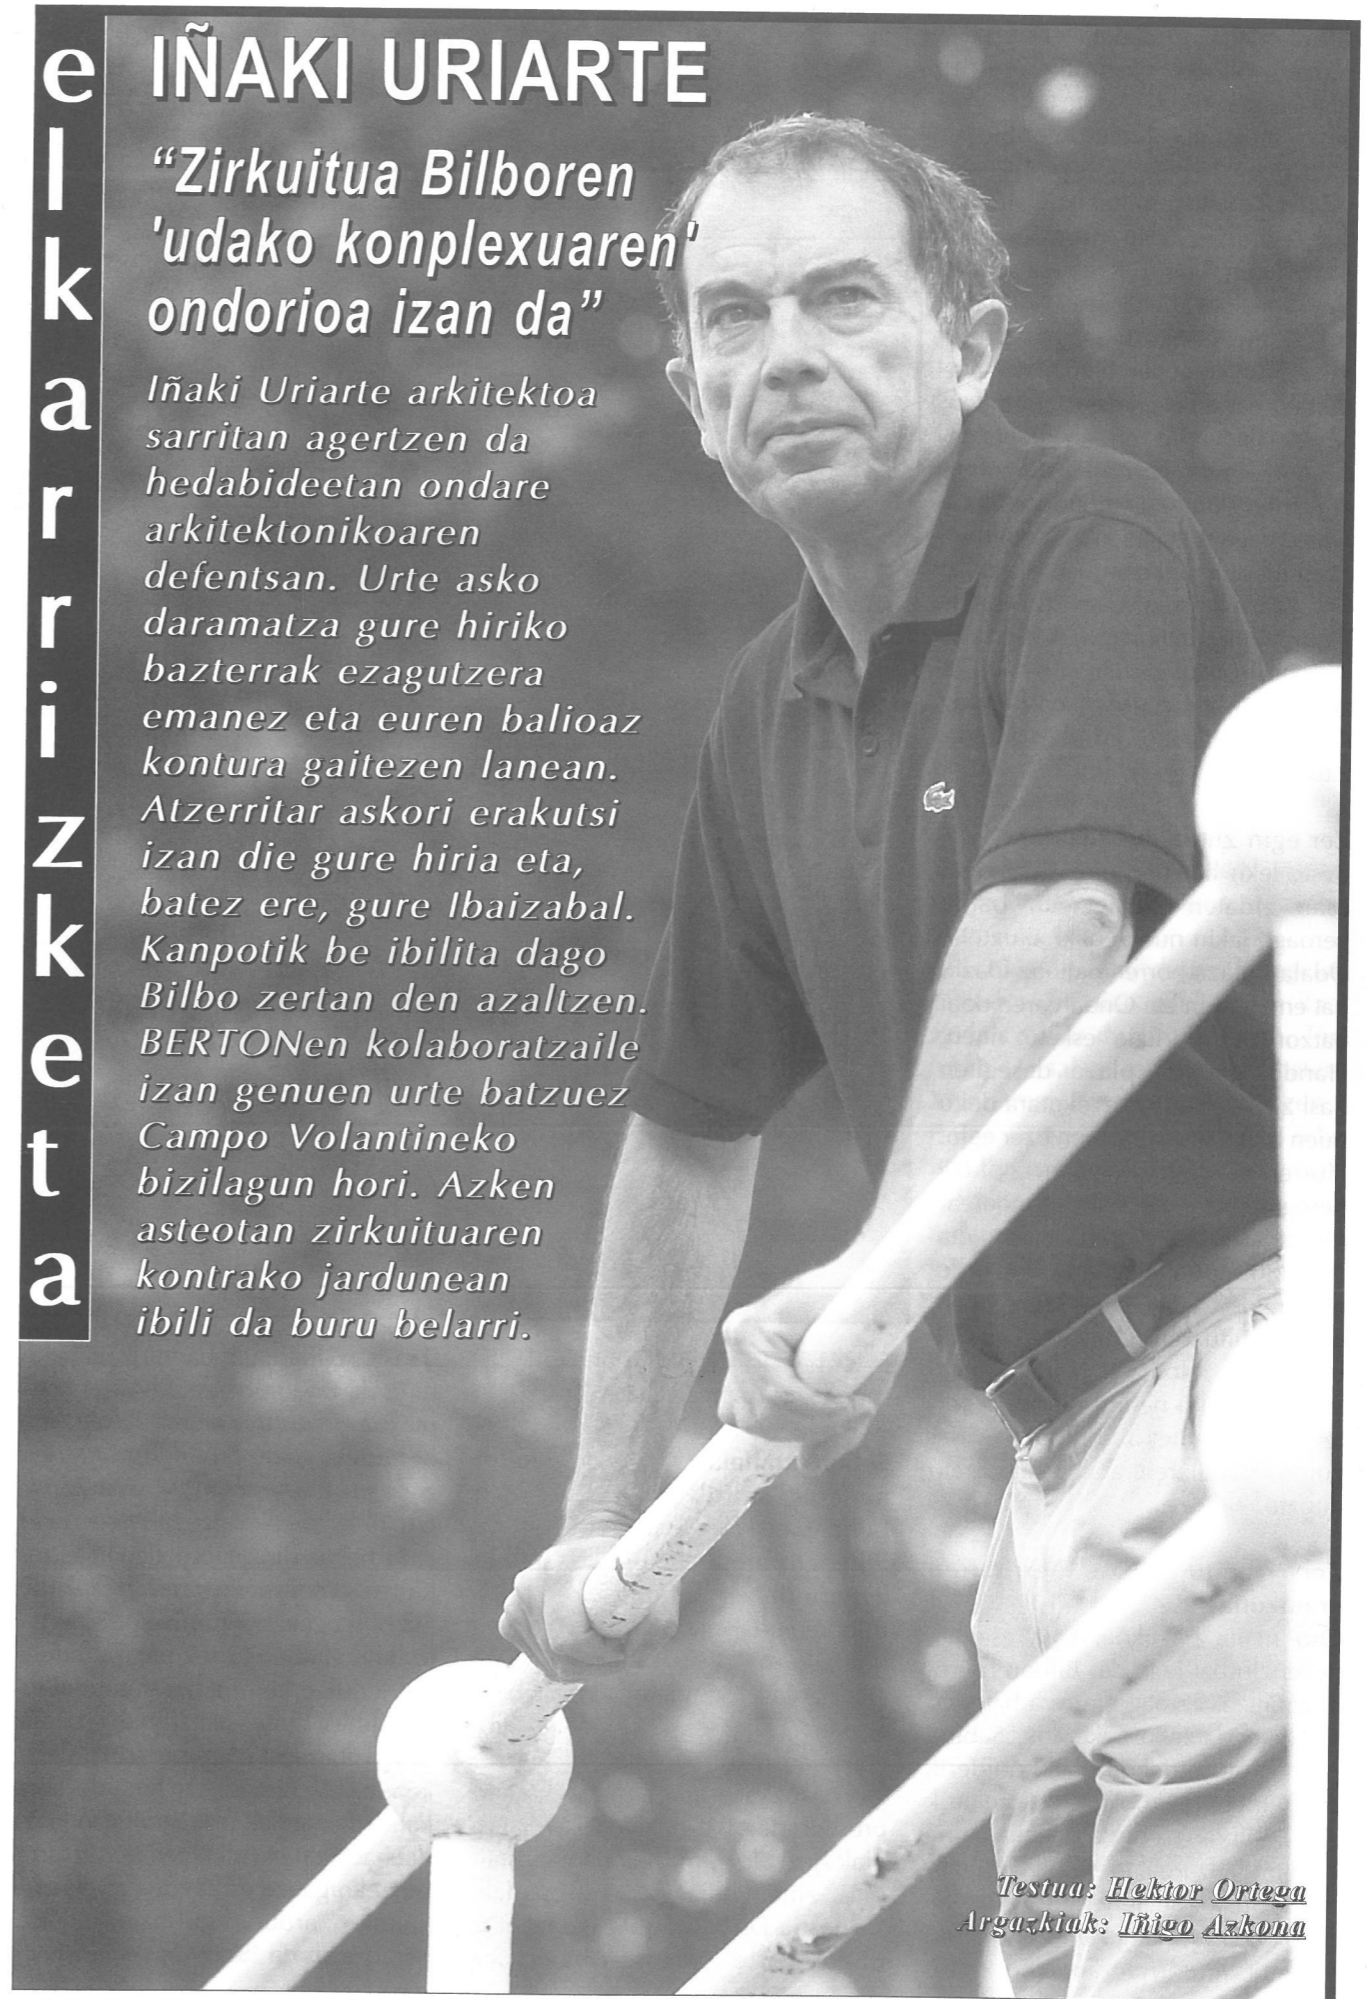 elkarrizketa
IÑAKI URIARTE
“Zirkuitua Bilboren
'udako konplexuaren'
ondorioa izan da”
Iñaki Uriarte arkitektoa
sarritan agertzen da
hedabideetan ondare
arkitektonikoaren
defentsan. Urte asko
daramatza gure hiriko
bazterrak ezagutzera
emanez eta euren balioaz
kontura gaitezen lanean.
Atzerritar askori erakutsi
izan die gure hiria eta,
batez ere, gure Ibaizabal.
Kanpotik be ibilita dago
Bilbo zertan den azaltzen.
BERTONen kolaboratzaile
izan genuen urte batzuez
Campo Volantineko
bizilagun hori. Azken
asteotan zirkuituaren
kontrako jardunean
ibili da buru belarri.
Testua: Hektor Ortega
Argazkiak: Iñigo Azkona